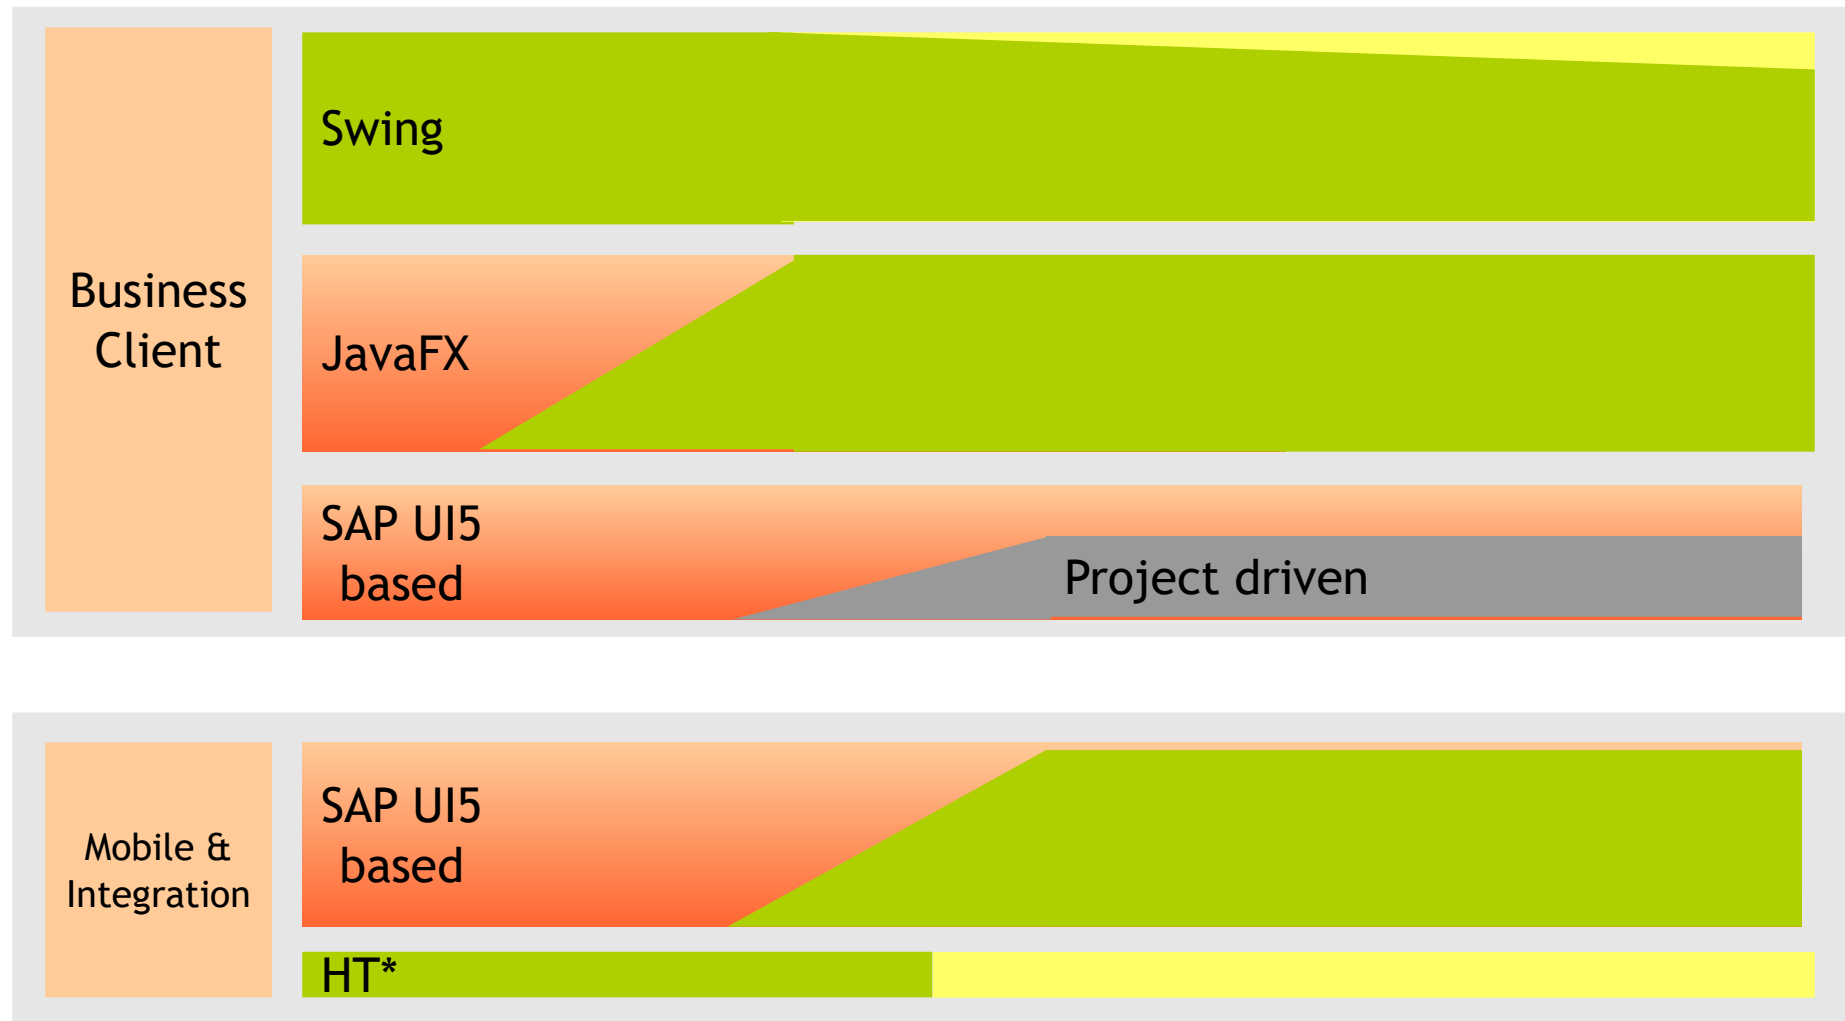 Swing
Business
Client
JavaFX
SAP UI5
based
Project driven
SAP UI5
based
Mobile &
Integration
HT*